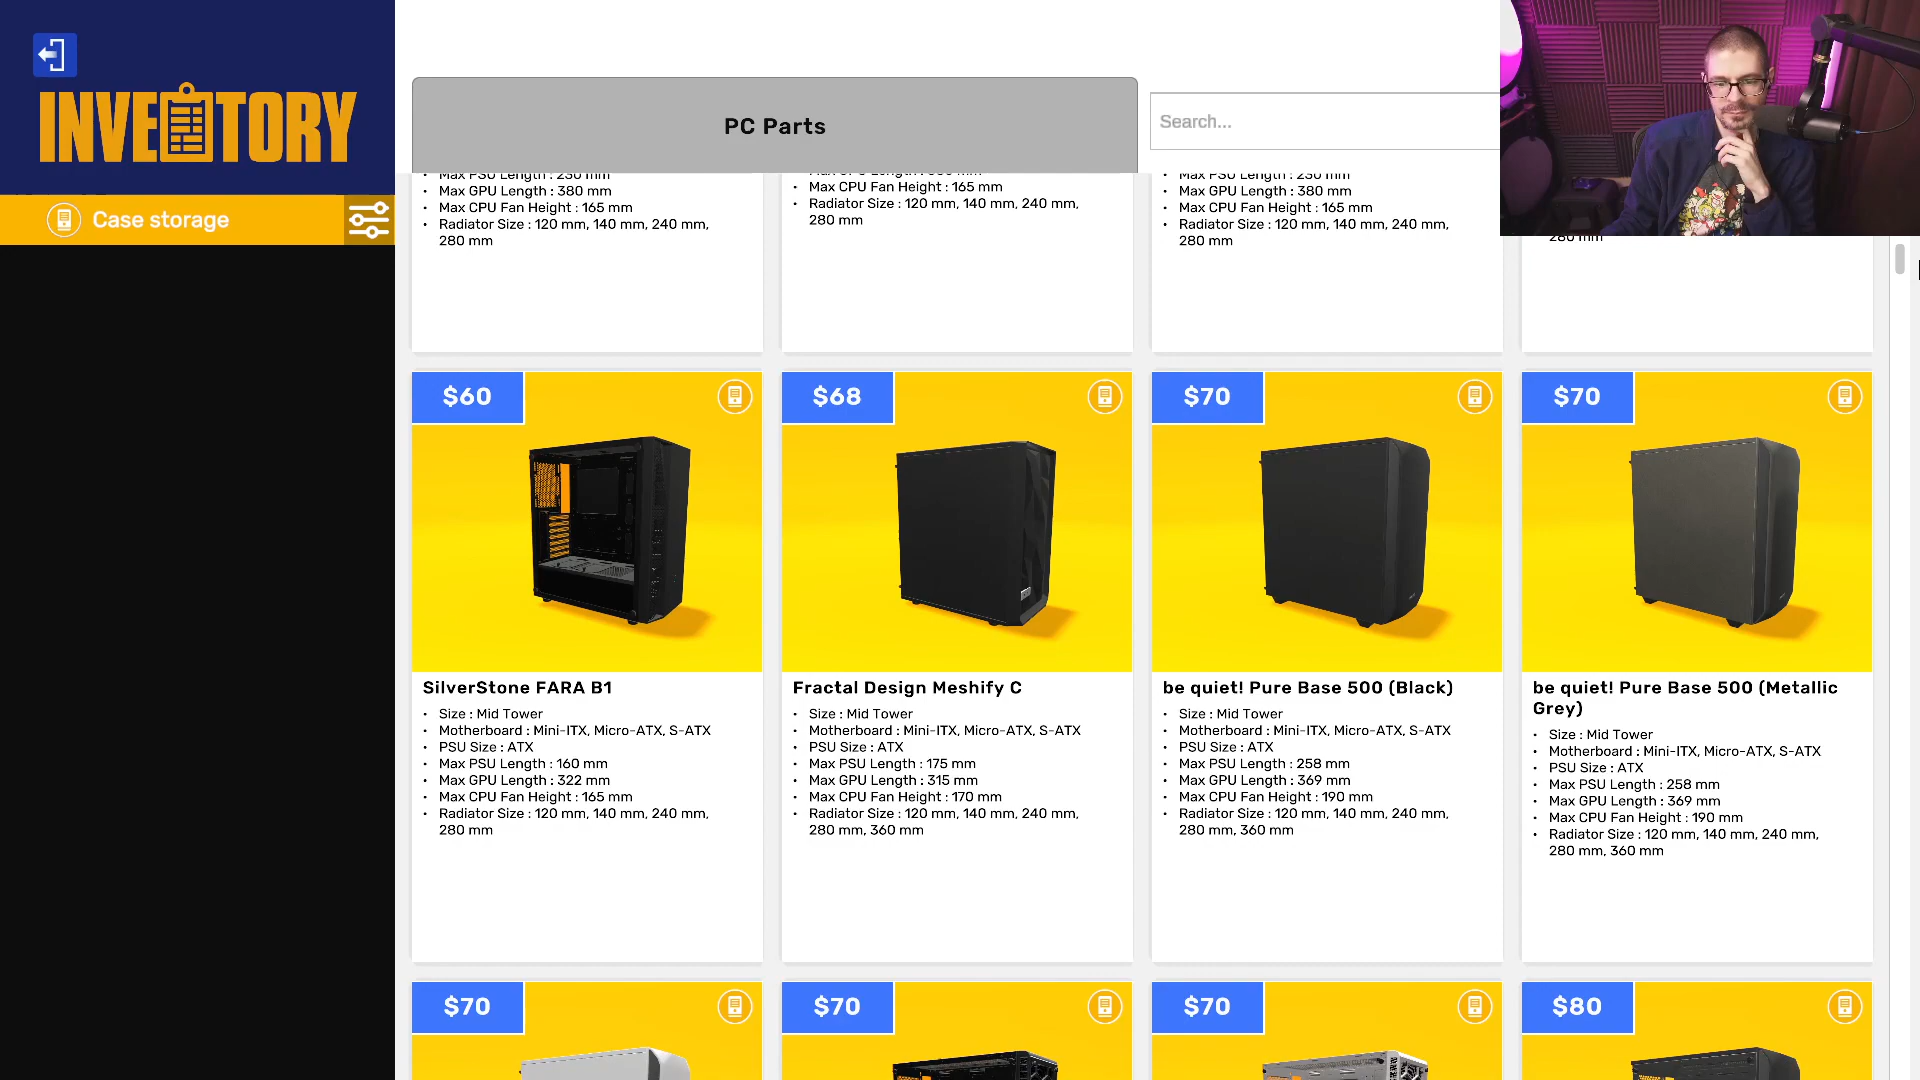 INVENTORY
Case storage
PC Parts
Search...
Max PSU Length : 230 mm
Max GPU Length : 380 mm
Max CPU Fan Height : 165 mm
Radiator Size : 120 mm, 140 mm, 240 mm,
280 mm
Max CPU Fan Height : 165 mm
Radiator Size : 120 mm, 140 mm, 240 mm,
280 mm
Max PSU Length : 230 mm
Max GPU Length : 380 mm
Max CPU Fan Height : 165 mm
Radiator Size : 120 mm, 140 mm, 240 mm,
280 mm
280 mm
$60
SilverStone FARA B1
Size : Mid Tower
Motherboard : Mini-ITX, Micro-ATX, S-ATX
PSU Size : ATX
Max PSU Length : 160 mm
Max GPU Length : 322 mm
Max CPU Fan Height : 165 mm
Radiator Size : 120 mm, 140 mm, 240 mm,
280 mm
$68
Fractal Design Meshify C
Size : Mid Tower
Motherboard : Mini-ITX, Micro-ATX, S-ATX
PSU Size : ATX
Max PSU Length : 175 mm
Max GPU Length : 315 mm
Max CPU Fan Height : 170 mm
Radiator Size : 120 mm, 140 mm, 240 mm,
280 mm, 360 mm
$70
be quiet! Pure Base 500 (Black)
Size : Mid Tower
Motherboard : Mini-ITX, Micro-ATX, S-ATX
PSU Size : ATX
Max PSU Length : 258 mm
Max GPU Length : 369 mm
Max CPU Fan Height : 190 mm
Radiator Size : 120 mm, 140 mm, 240 mm,
280 mm, 360 mm
$70
be quiet! Pure Base 500 (Metallic
Grey)
Size : Mid Tower
Motherboard : Mini-ITX, Micro-ATX, S-ATX
PSU Size : ATX
Max PSU Length : 258 mm
Max GPU Length : 369 mm
Max CPU Fan Height : 190 mm
Radiator Size : 120 mm, 140 mm, 240 mm,
280 mm, 360 mm
$70
$70
$70
$80